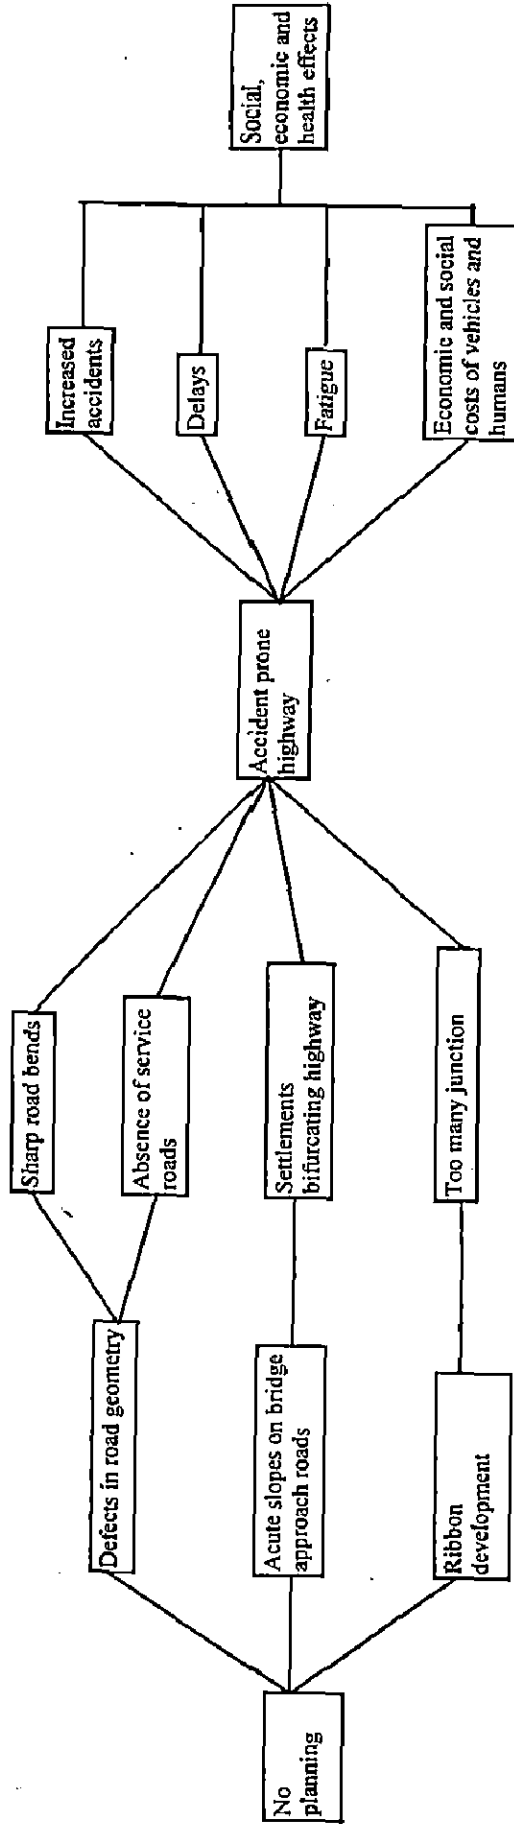 No
planning
Defects in road geometry
Acute slopes on bridge
approach roads
Ribbon
development
Sharp road bends
Absence of service
roads
Settlements
bifurcating highway
Too many junction
Accident prone
highway
Increased
accidents
Delays
Fatigue
Economic and social
costs of vehicles and
humans
Social,
economic and
health effects